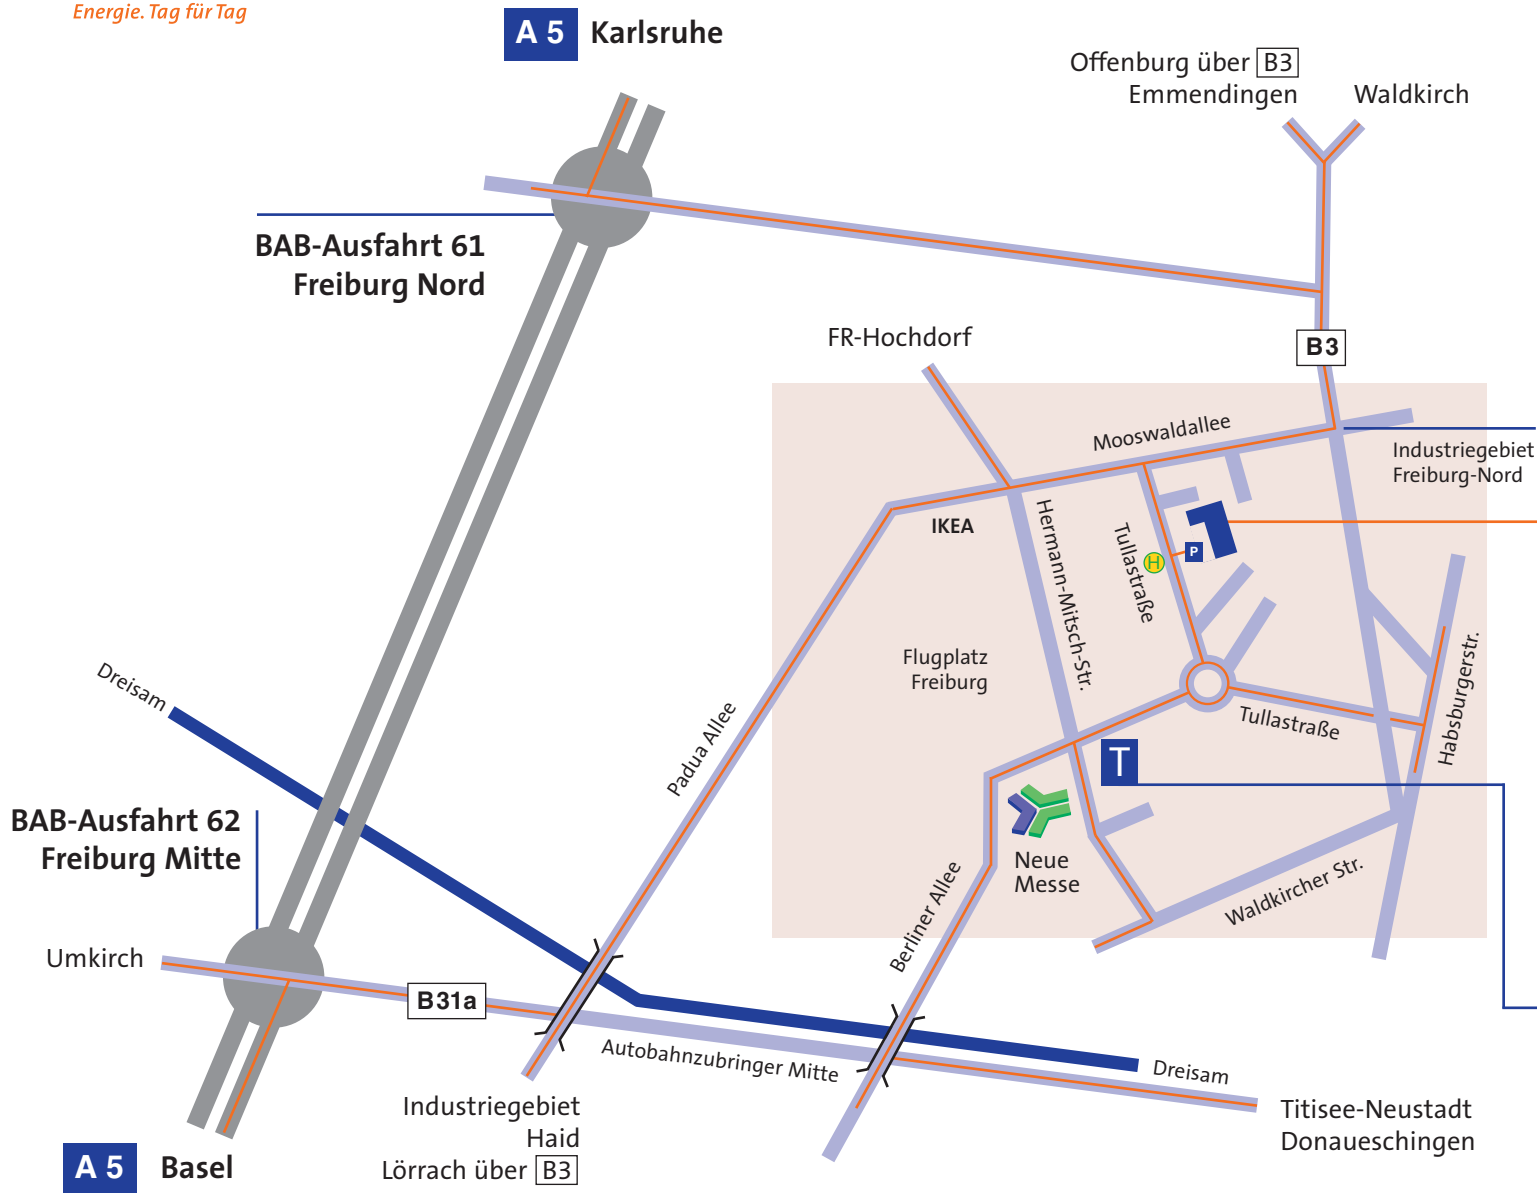 Energie. Tag für Tag
A 5 Karlsruhe
Offenburg über B3
Emmendingen
Waldkirch
BAB-Ausfahrt 61
Freiburg Nord
FR-Hochdorf
B3
Mooswaldallee
Industriegebiet
Freiburg-Nord
IKEA
Hermann-Mitsch-Str.
Tullastraße
H
P
Flugplatz
Freiburg
Dreisam
Padua Allee
Tullastraße
Habsburgerstr.
T
BAB-Ausfahrt 62
Freiburg Mitte
Neue
Messe
Berliner Allee
Waldkircher Str.
Umkirch
B31a
Autobahnzubringer Mitte
Dreisam
Industriegebiet
Haid
Lörrach über B3
Titisee-Neustadt
Donaueschingen
A 5 Basel